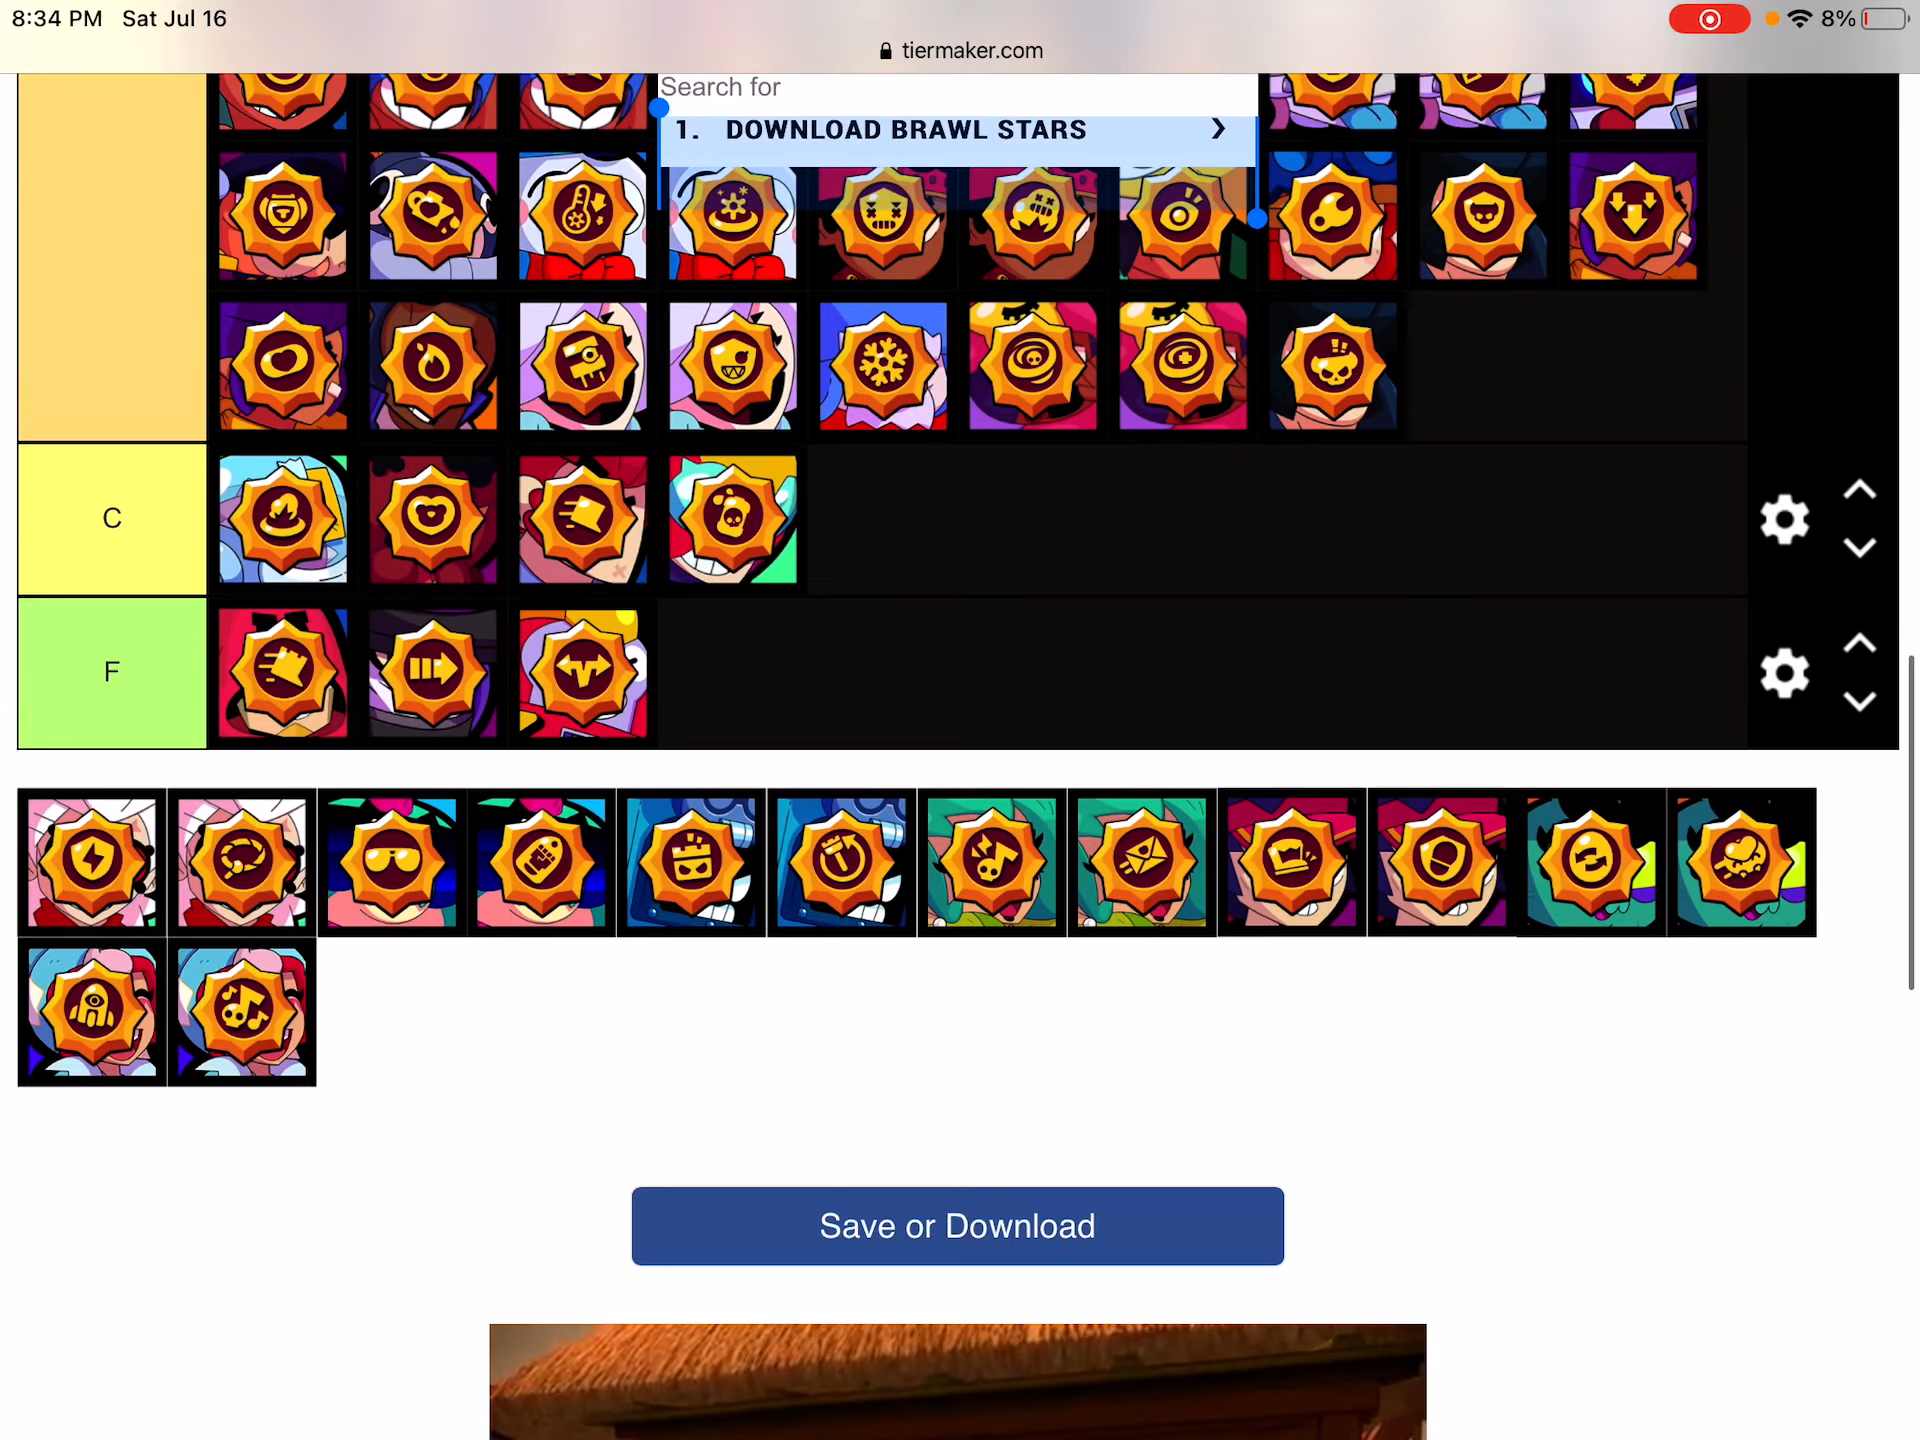 8:34 PM Sat Jul 16
8%
tiermaker.com
Search for
1. DOWNLOAD BRAWL STARS
C
F
Save or Download